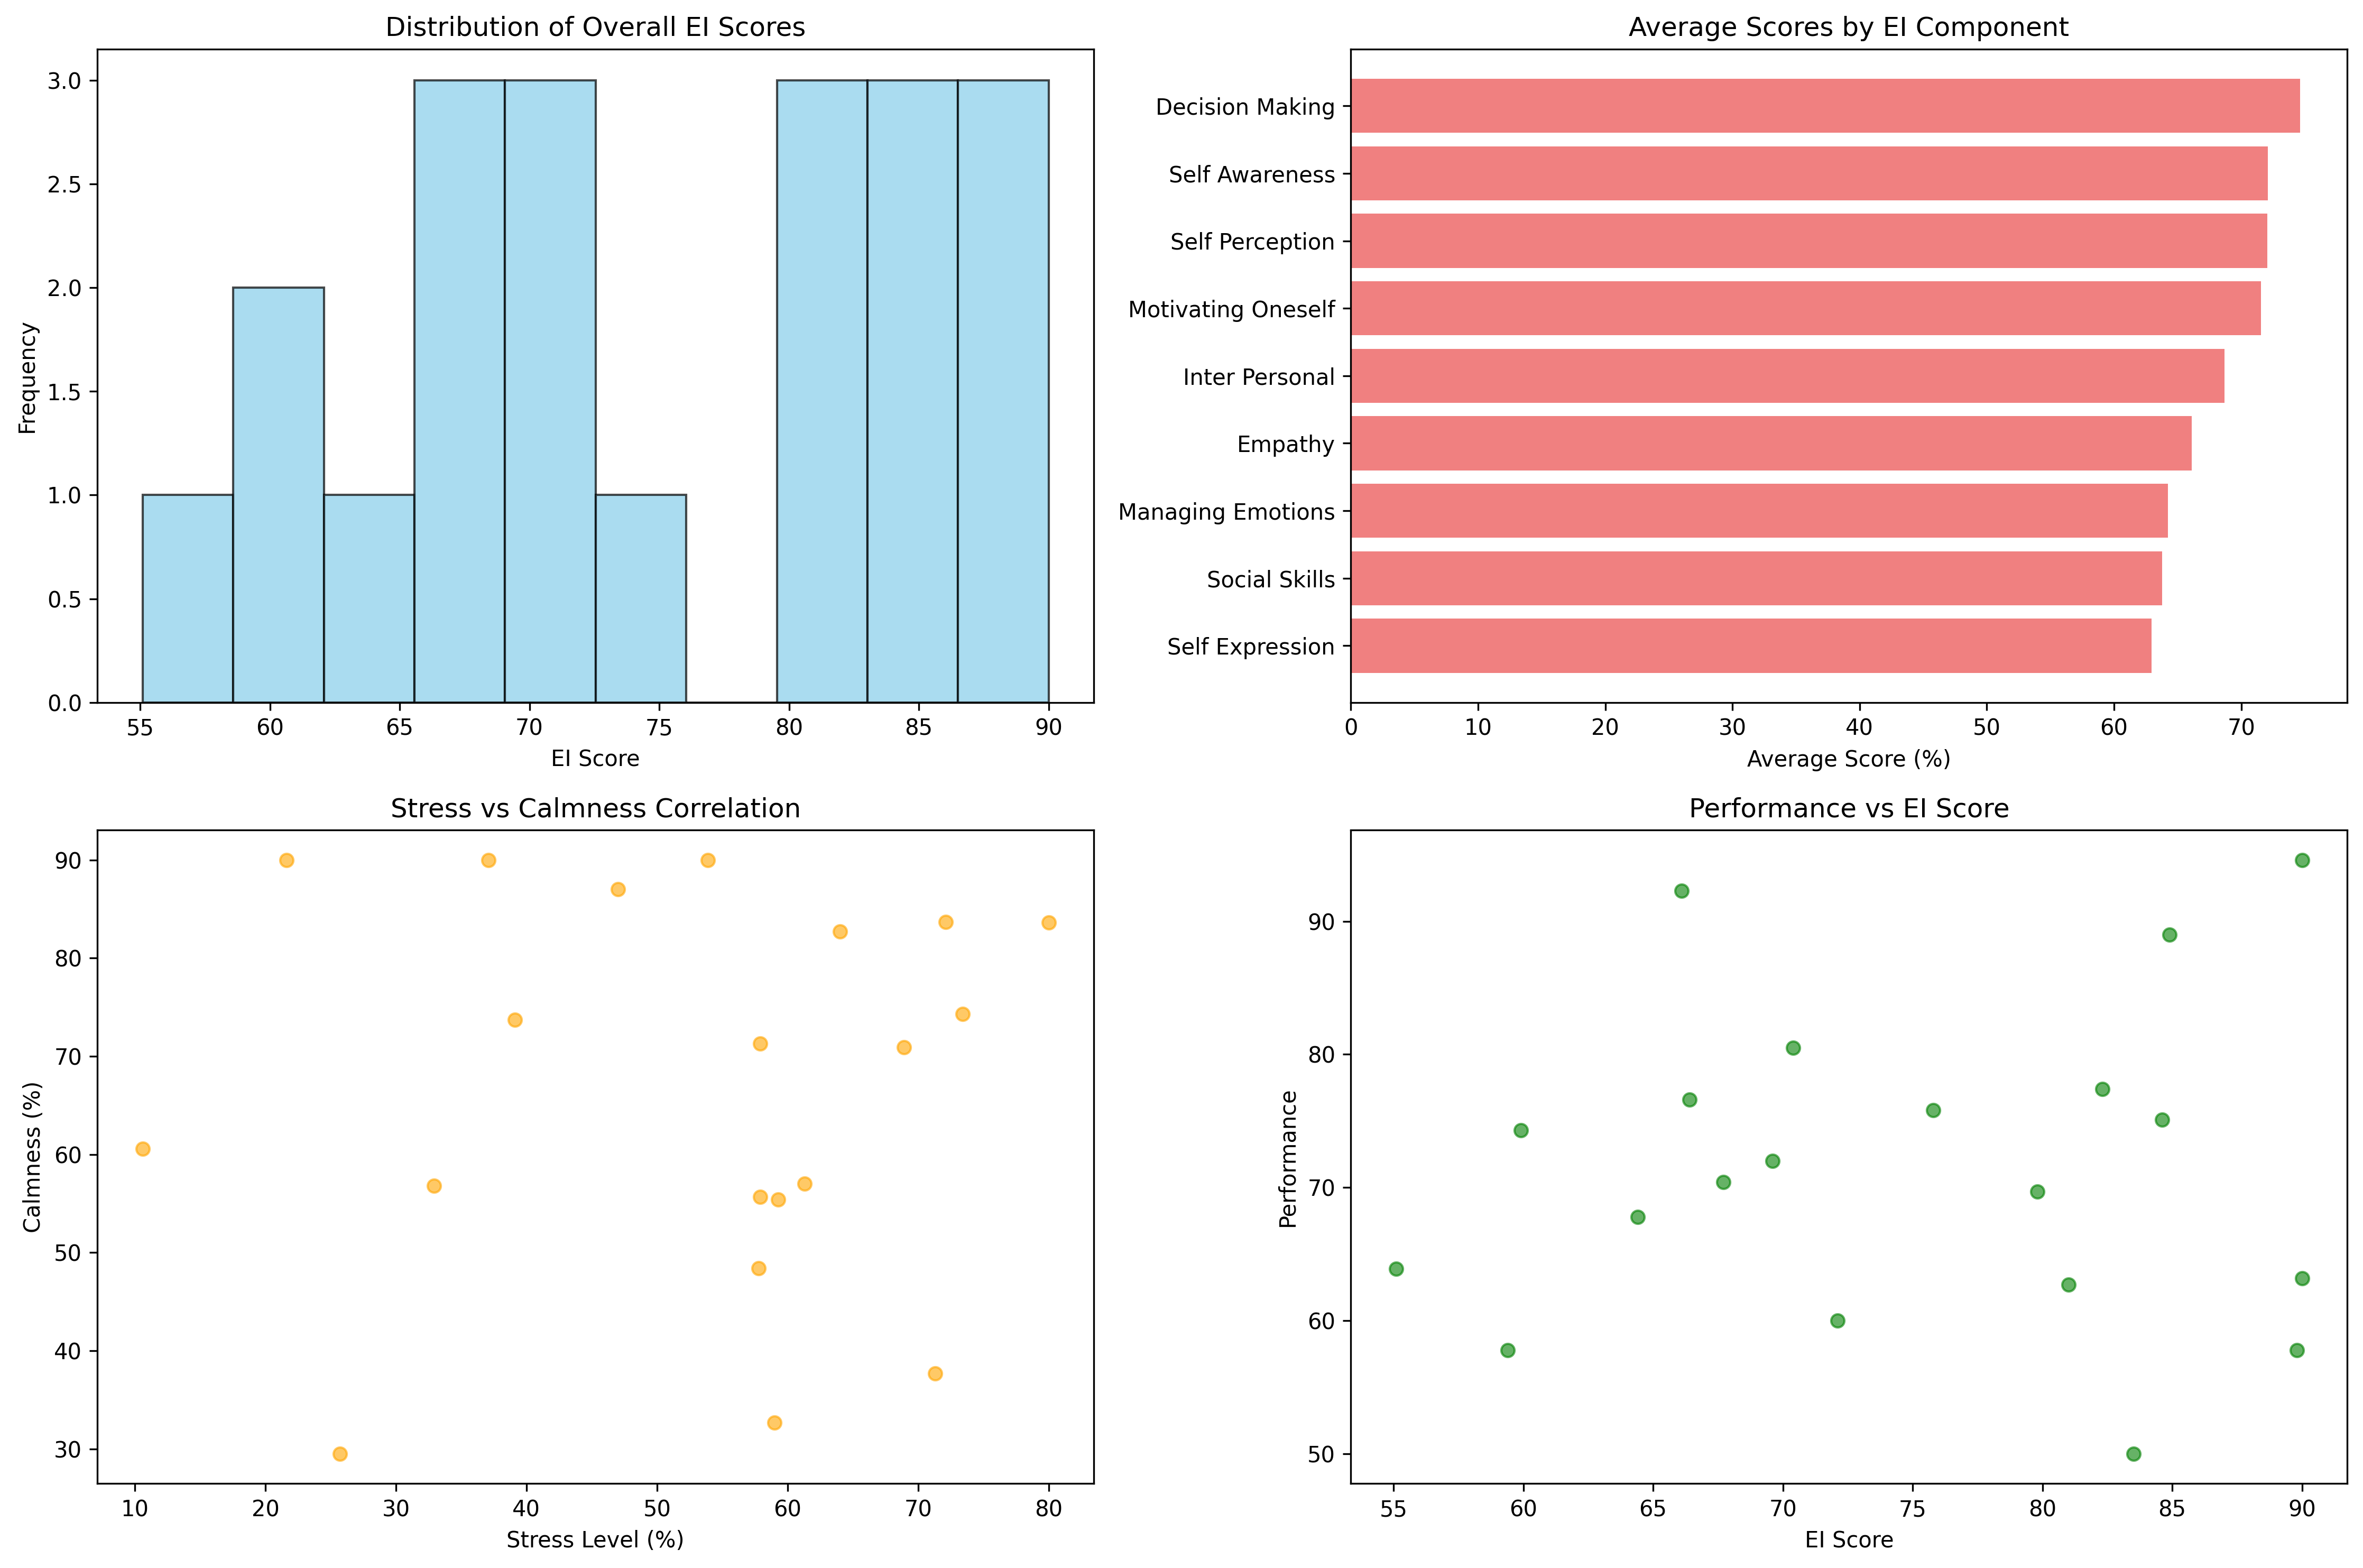 Distribution of Overall EI Scores
3.0
2.5
2.0
1.5
1.0
0.5
0.0
Frequency
55 60 65 70 75 80 85 90
EI Score
Average Scores by EI Component
Decision Making
Self Awareness
Self Perception
Motivating Oneself
Inter Personal
Empathy
Managing Emotions
Social Skills
Self Expression
0 10 20 30 40 50 60 70
Average Score (%)
Stress vs Calmness Correlation
90
80
70
60
50
40
30
Calmness (%)
10 20 30 40 50 60 70 80
Stress Level (%)
Performance vs EI Score
90
80
70
60
50
Performance
55 60 65 70 75 80 85 90
EI Score